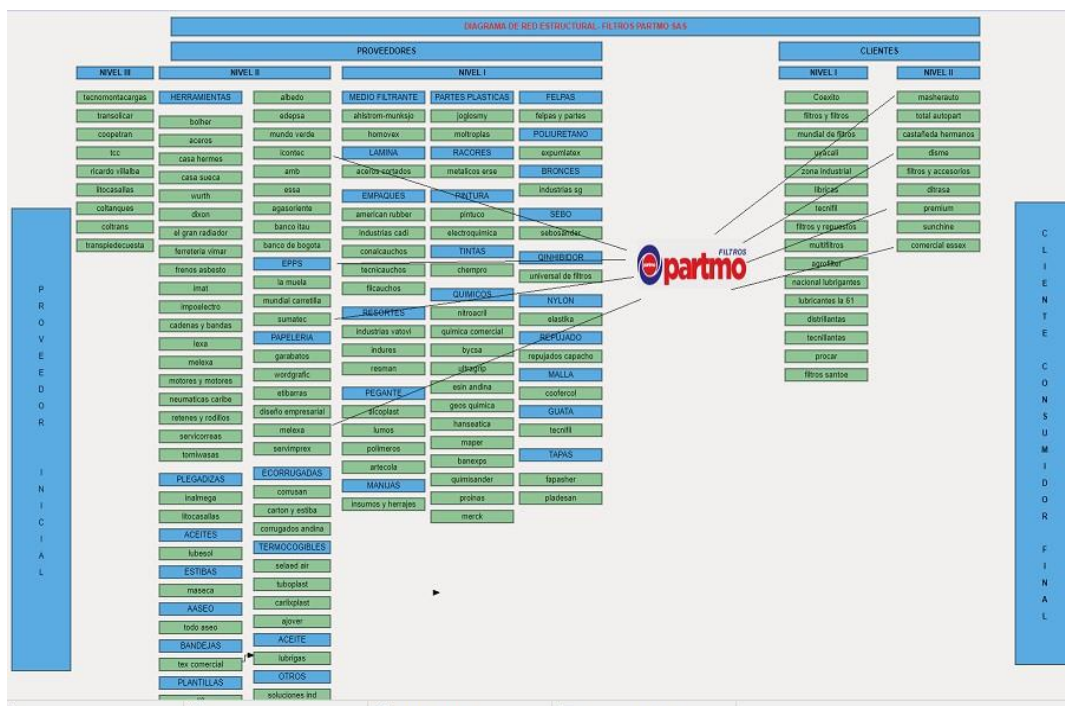 DIAGRAMA DE RED ESTRUCTURAL- FILTROS PARTMO SAS
PROVEEDORES
CLIENTES
NIVEL III
NIVEL II
NIVEL I
NIVEL I
NIVEL II
PROVEEDOR INICIAL
tecnomontacargas
transolicar
coopetran
tcc
ricardo villalba
litocasallas
coltanques
coltrans
transpiedecuesta
HERRAMIENTAS
bolher
aceros
casa hermes
casa sueca
wurth
dixon
el gran radiador
ferreteria vimar
frenos asbesto
imat
impoelectro
cadenas y bandas
lexa
melexa
motores y motores
neumaticas caribe
retenes y rodillos
servicorreas
torniwasas
PLEGADIZAS
inalmega
litocasallas
ACEITES
lubesol
ESTIBAS
maseca
AASEO
todo aseo
BANDEJAS
tex comercial
PLANTILLAS
albedo
edepsa
mundo verde
icontec
amb
essa
agasoriente
banco itau
banco de bogota
EPPS
la muela
mundial carretilla
sumatec
PAPELERIA
garabatos
wordgrafic
etibarras
diseño empresarial
melexa
servimprex
ECORRUGADAS
corrusan
carton y estiba
corrugados andina
TERMOCOGIBLES
selaed air
tuboplast
carlixplast
ajover
ACEITE
lubrigas
OTROS
soluciones ind
MEDIO FILTRANTE
ahlstrom-munksjo
homovex
LAMINA
aceros cortados
EMPAQUES
american rubber
industrias cadi
conalcauchos
tecnicauchos
filcauchos
RESORTES
industrias vatovi
indures
resman
PEGANTE
alcoplast
lumos
polimeros
artecola
MANIJAS
insumos y herrajes
PARTES PLASTICAS
joglosmy
moltroplas
RACORES
metalicos erse
PINTURA
pintuco
electroquimica
TINTAS
chempro
QUIMICOS
nitroacril
quimica comercial
bycsa
ultragrip
esin andina
geos quimica
hanseatica
maper
banexps
quimisander
proinas
merck
FELPAS
felpas y partes
POLIURETANO
expumlatex
BRONCES
industrias sg
SEBO
sebosander
QINHIBIDOR
universal de filtros
NYLON
elastika
REPUJADO
repujados capacho
MALLA
coofercol
GUATA
tecnifil
TAPAS
fapasher
pladesan
FILTROS
partmo
Coexito
filtros y filtros
mundial de filtros
uyacali
zona industrial
libricas
tecnifil
filtros y repuestos
multifiltros
agrofiltur
nacional lubrigantes
lubricantes la 61
distrillantas
tecnillantas
procar
filtros santoe
masherauto
total autopart
castañeda hermanos
disme
filtros y accesorios
ditrasa
premium
sunchine
comercial essex
CLIENTE CONSUMIDOR FINAL